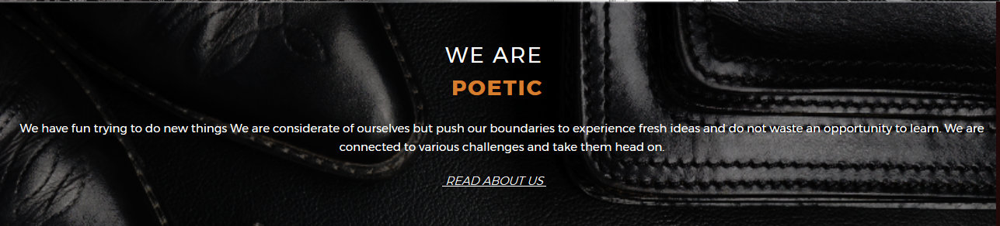 WE ARE
POETIC
We have fun trying to do new things We are considerate of ourselves but push our boundaries to experience fresh ideas and do not waste an opportunity to learn. We are
connected to various challenges and take them head on.
READ ABOUT US